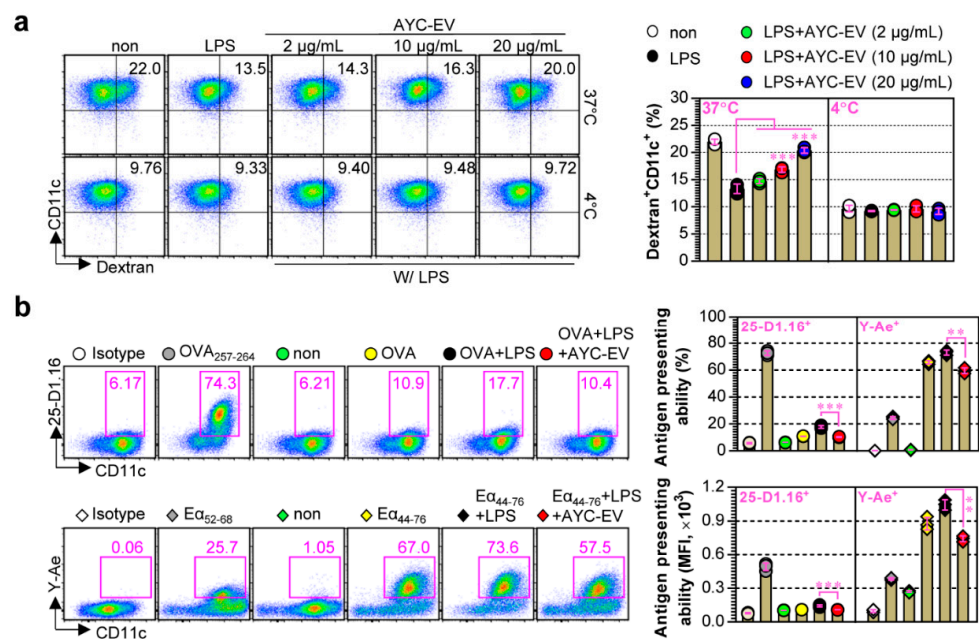 a
AYC-EV
non LPS 2 µg/mL 10 µg/mL 20 µg/mL
22.0 13.5 14.3 16.3 20.0
37°C
9.76 9.33 9.40 9.48 9.72
4°C
CD11c
Dextran
W/ LPS
non
LPS
LPS+AYC-EV (2 µg/mL)
LPS+AYC-EV (10 µg/mL)
LPS+AYC-EV (20 µg/mL)
Dextran⁺CD11c⁺ (%)
30
25
20
15
10
5
0
37°C 4°C
*** ***
b
Isotype OVA₂₅₇₋₂₆₄ non OVA OVA+LPS OVA+LPS+AYC-EV
6.17 74.3 6.21 10.9 17.7 10.4
25-D1.16
CD11c
Isotype Eα₅₂₋₆₈ non Eα₄₄₋₇₆ Eα₄₄₋₇₆+LPS Eα₄₄₋₇₆+LPS+AYC-EV
0.06 25.7 1.05 67.0 73.6 57.5
Y-Ae
CD11c
Antigen presenting ability (%)
100
80
60
40
20
0
25-D1.16⁺ Y-Ae⁺
*** **
Antigen presenting ability (MFI, ×10³)
1.2
0.9
0.6
0.3
0
25-D1.16⁺ Y-Ae⁺
*** **